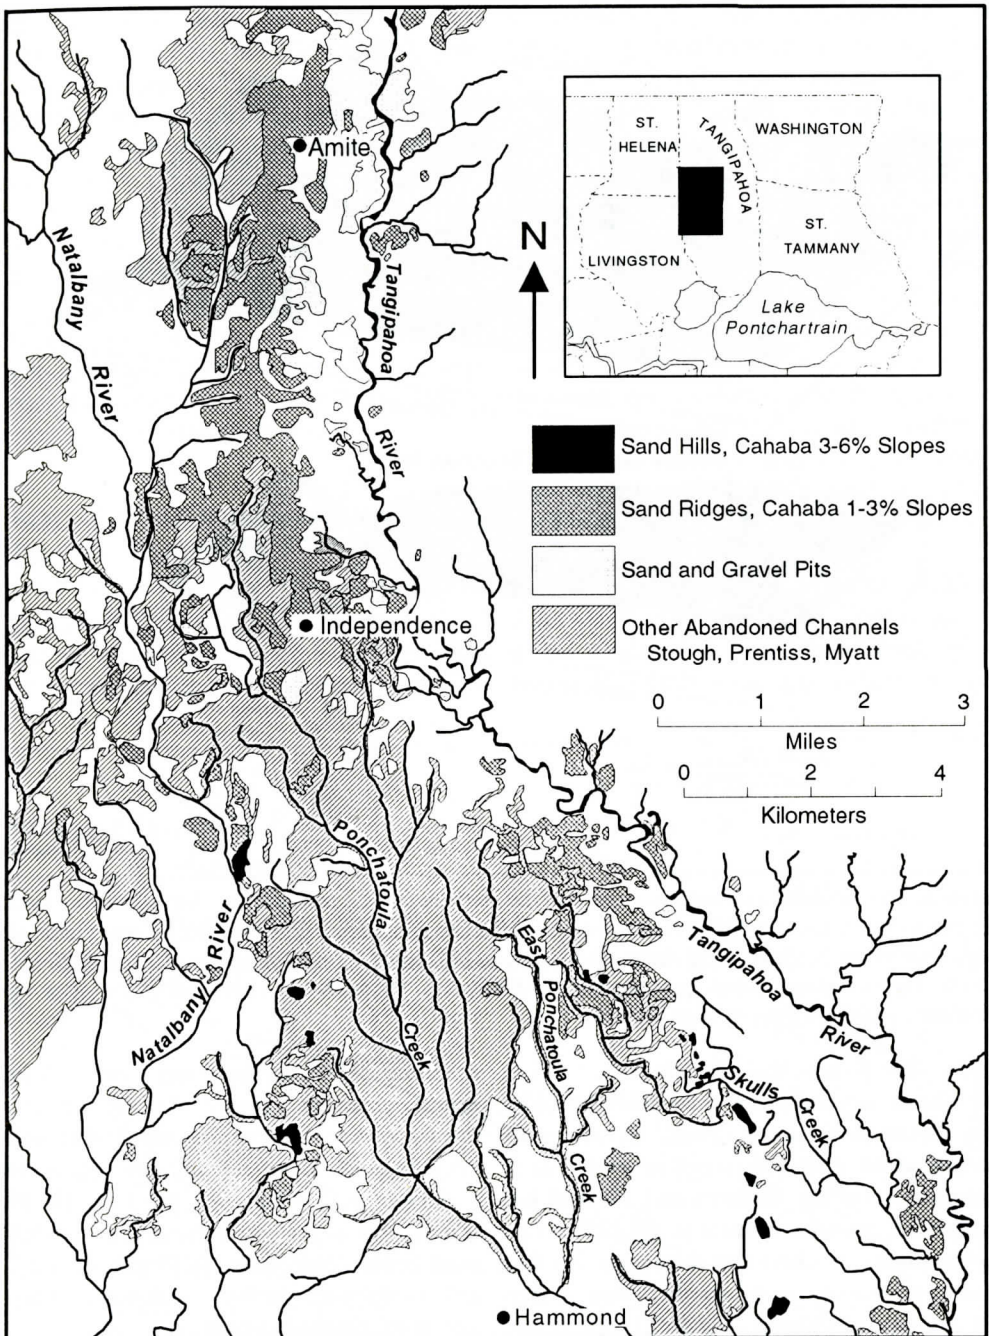 Amite
Natalbany
River
Tangipahoa
River
N
ST.
HELENA
TANGIPAHOA
WASHINGTON
LIVINGSTON
ST.
TAMMANY
Lake
Pontchartrain
Sand Hills, Cahaba 3-6% Slopes
Sand Ridges, Cahaba 1-3% Slopes
Sand and Gravel Pits
Other Abandoned Channels
Stough, Prentiss, Myatt
Independence
0 1 2 3
Miles
0 2 4
Kilometers
Ponchatoula
Creek
Natalbany River
East
Ponchatoula
Creek
Tangipahoa
River
Skulls
Creek
Hammond